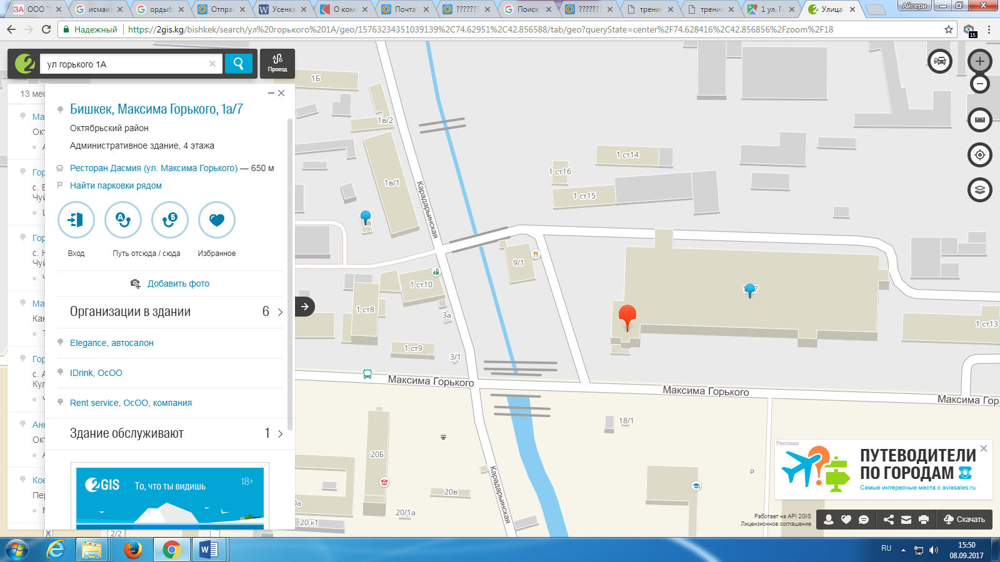 ООО "
исмаил
ордыб
Отпра
Усенка
О комп
Почта
???????
Поиск
???????
тренин
тренин
1 ул. Г
Улица
Айпери
Надежный
https://2gis.kg/bishkek/search/ул%20горького%201А/geo/15763234351039139%2C74.62951%2C42.856588/tab/geo?queryState=center%2F74.628416%2C42.856856%2Fzoom%2F18
15
ул горького 1А
Проезд
13 мес
Бишкек, Максима Горького, 1а/7
Октябрьский район
Административное здание, 4 этажа
Ресторан Дасмия (ул. Максима Горького) — 650 м
Найти парковки рядом
Вход
Путь отсюда / сюда
Избранное
Добавить фото
Организации в здании 6
Elegance, автосалон
IDrink, ОсОО
Rent service, ОсОО, компания
Здание обслуживают 1
2GIS
То, что ты видишь
18+
Ма
Окт
Гор
с. Б
Чуй
Гор
с. Н
Чуй
Ма
Кан
Гор
с. А
Кул
Анн
Окт
Кое
Пер
1Б
1в/2
1в/1
Карадарьинская
1 ст14
1 ст16
1 ст15
9/1
1 ст10
1 ст8
3а
1 ст9
3/1
1 ст13
Максима Горького
Максима Горького
Максима Гор
18/1
20Б
20в
20/1а
20 к1
2/2
Карадарьинская
P
Реклама
ПУТЕВОДИТЕЛИ
ПО ГОРОДАМ
Самые интересные места с aviasales.ru
Работает на API 2GIS
Лицензионное соглашение
Скачать
RU
15:50
08.09.2017